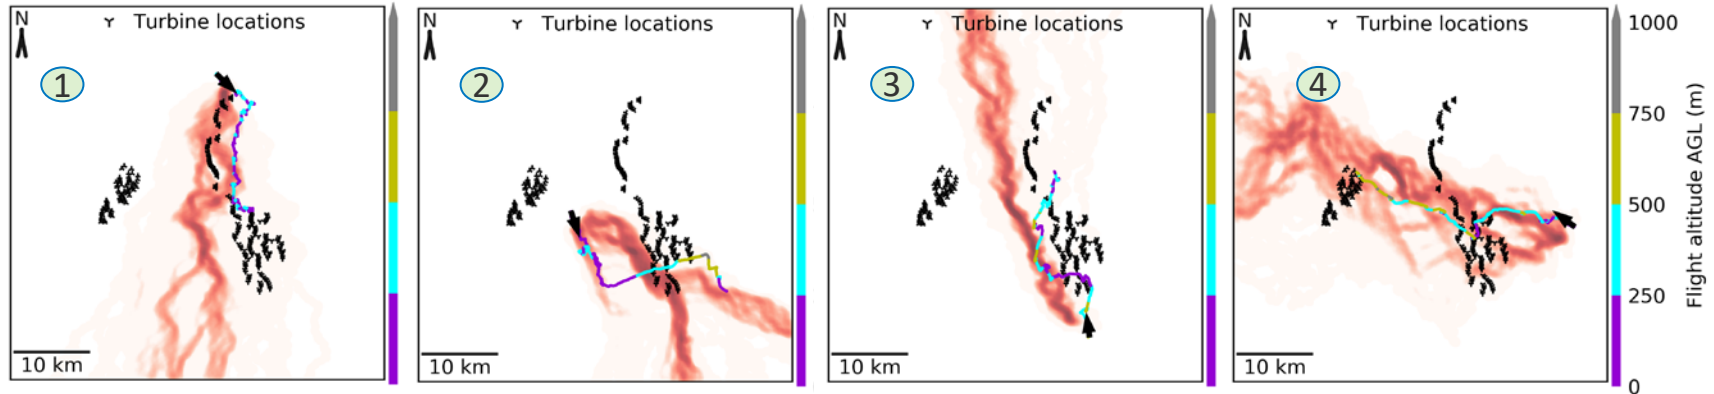 N
Turbine locations
1
10 km
N
Turbine locations
2
10 km
N
Turbine locations
3
10 km
N
Turbine locations
4
10 km
1000
750
500
250
0
Flight altitude AGL (m)